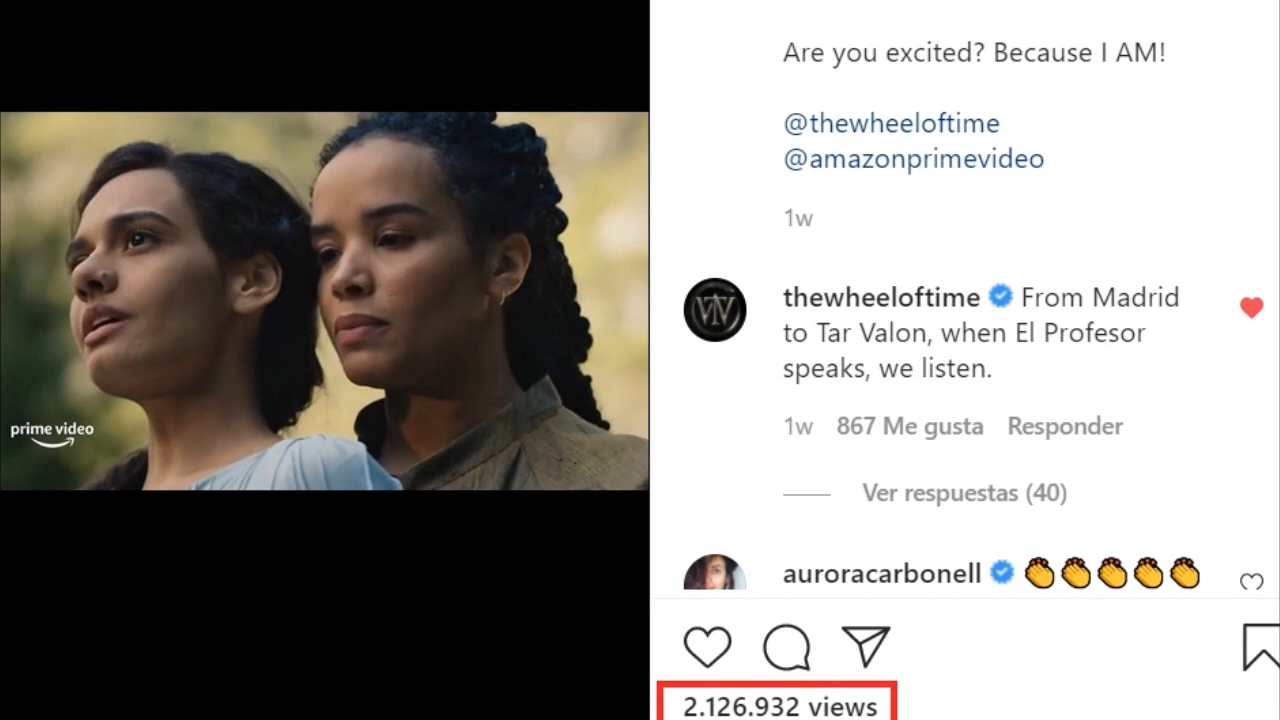 prime video
Are you excited? Because I AM!
@thewheeloftime
@amazonprimevideo
1w
thewheeloftime From Madrid
to Tar Valon, when El Profesor
speaks, we listen.
1w 867 Me gusta Responder
Ver respuestas (40)
auroracarbonell 👏👏👏👏👏
2.126.932 views